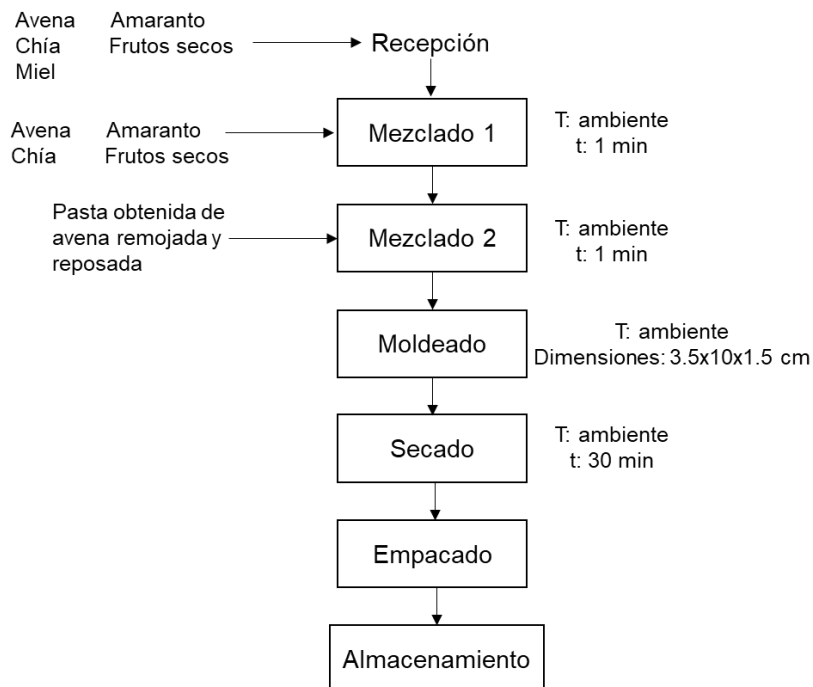 Avena Amaranto
Chía Frutos secos
Miel
Recepción
Avena Amaranto
Chía Frutos secos
Mezclado 1
T: ambiente
t: 1 min
Pasta obtenida de
avena remojada y
reposada
Mezclado 2
T: ambiente
t: 1 min
Moldeado
T: ambiente
Dimensiones: 3.5x10x1.5 cm
Secado
T: ambiente
t: 30 min
Empacado
Almacenamiento